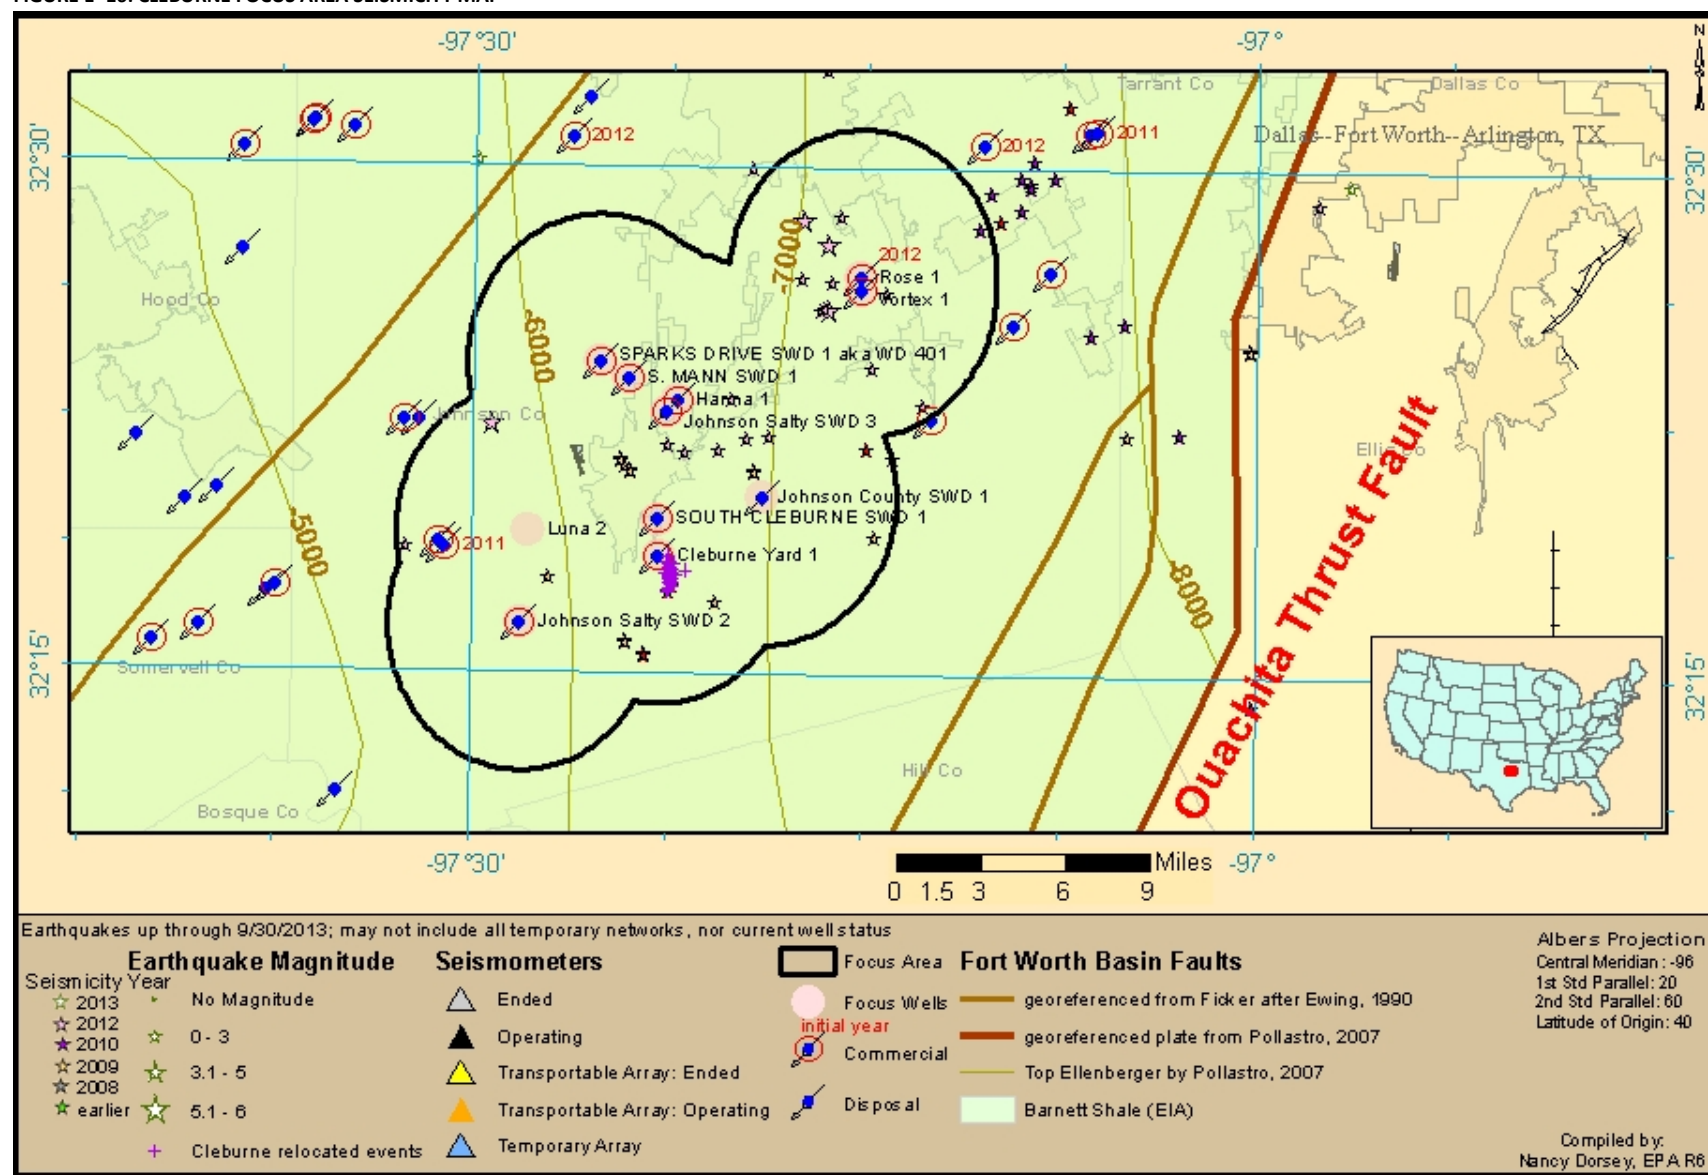 -97°30'
-97°
N
Tarrant Co
Dallas Co
32°30'
2012
2012
2011
Dallas--Fort Worth--Arlington, TX
32°30'
-7000
2012
Rose 1
Vortex 1
Hood Co
-6000
SPARKS DRIVE SWD 1 aka WD 401
S. MANN SWD 1
Hanna 1
Johnson Co
Johnson Salty SWD 3
Ellis Co
Johnson County SWD 1
SOUTH CLEBURNE SWD 1
Luna 2
2011
-5000
Cleburne Yard 1
-8000
Johnson Salty SWD 2
Ouachita Thrust Fault
32°15'
Somervell Co
32°15'
Hill Co
Bosque Co
-97°30'
-97°
Miles
0 1.5 3 6 9
Earthquakes up through 9/30/2013; may not include all temporary networks, nor current well status
Earthquake Magnitude
Seismicity Year
2013
2012
2010
2009
2008
earlier
No Magnitude
0 - 3
3.1 - 5
5.1 - 6
Cleburne relocated events
Seismometers
Ended
Operating
Transportable Array: Ended
Transportable Array: Operating
Temporary Array
Focus Area
Focus Wells
initial year
Commercial
Disposal
Fort Worth Basin Faults
georeferenced from Ficker after Ewing, 1990
georeferenced plate from Pollastro, 2007
Top Ellenberger by Pollastro, 2007
Barnett Shale (EIA)
Albers Projection
Central Meridian: -96
1st Std Parallel: 20
2nd Std Parallel: 60
Latitude of Origin: 40
Compiled by:
Nancy Dorsey, EPA R6